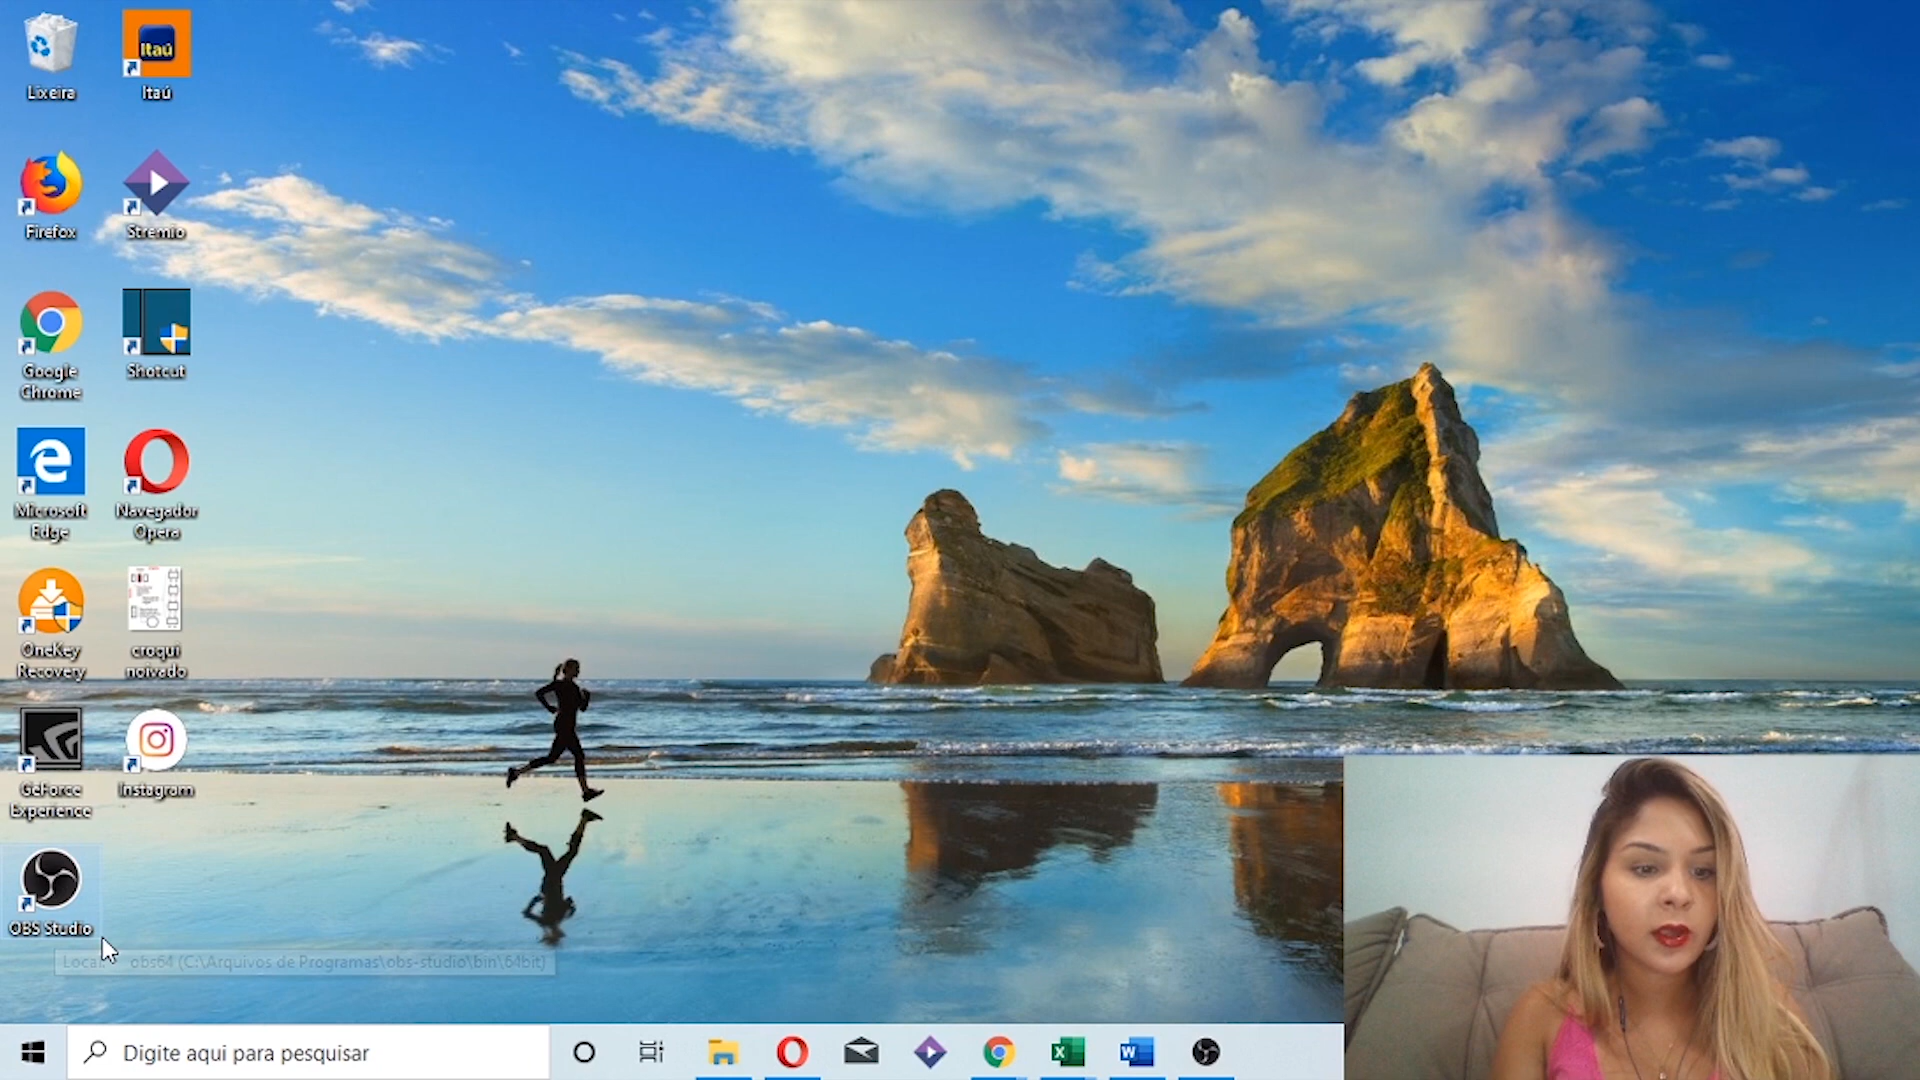 Lixeira
Itaú
Itaú
Firefox
Stremio
Google
Chrome
Shotcut
Microsoft
Edge
Navegador
Opera
OneKey
Recovery
croqui
noivado
GeForce
Experience
Instagram
OBS Studio
Local: obs64 (C:\Arquivos de Programas\obs-studio\bin\64bit)
Digite aqui para pesquisar